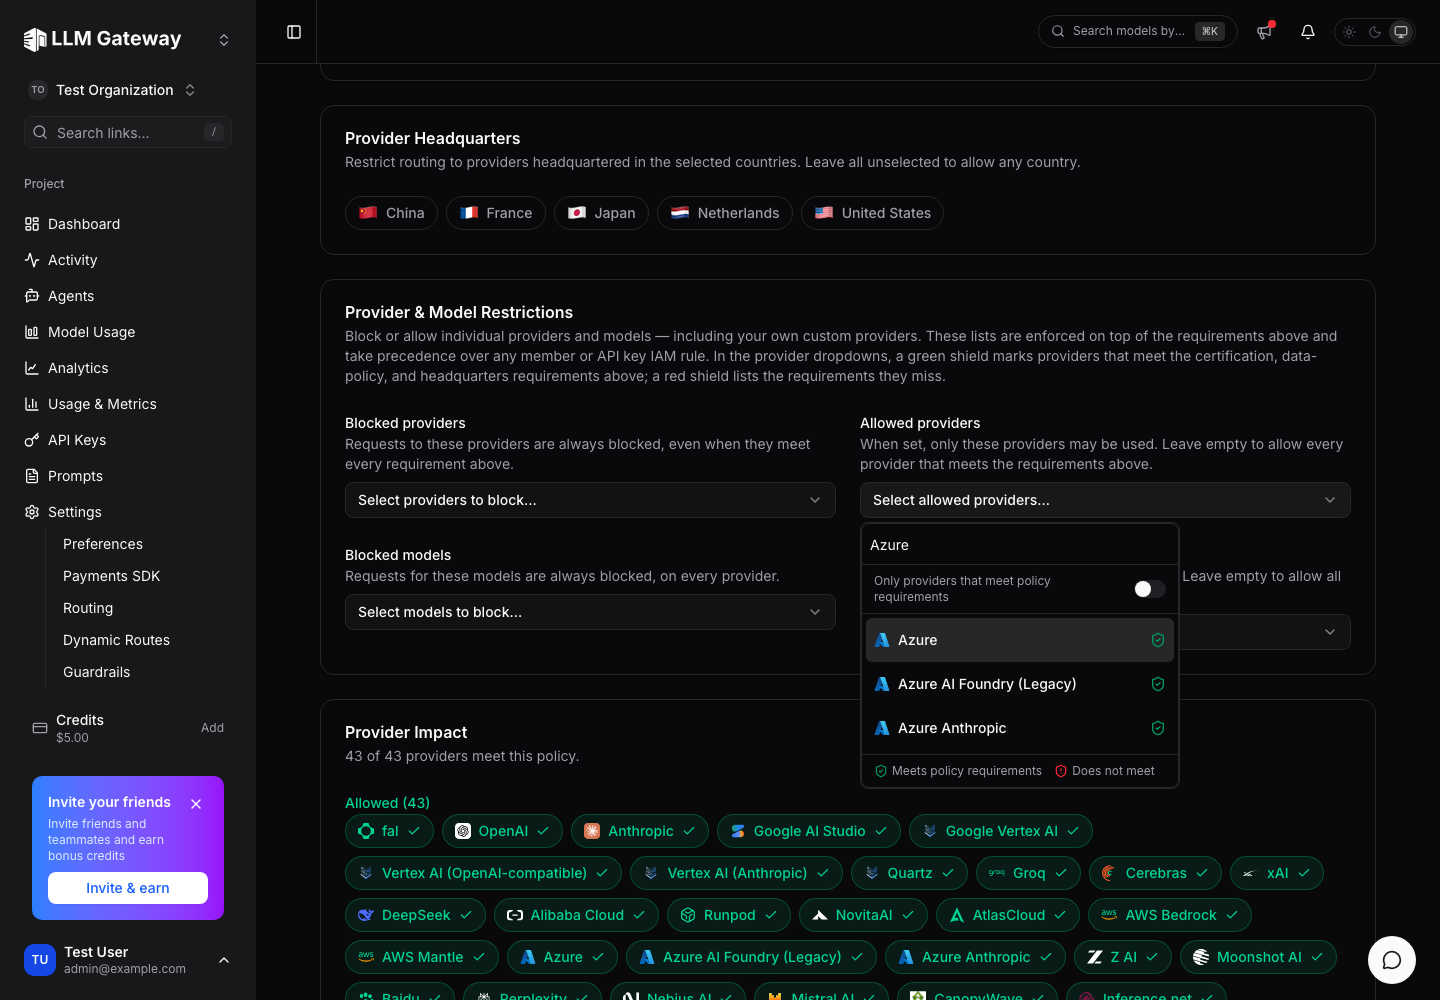 LLM Gateway
TO Test Organization
Search links... /
Project
Dashboard
Activity
Agents
Model Usage
Analytics
Usage & Metrics
API Keys
Prompts
Settings
Preferences
Payments SDK
Routing
Dynamic Routes
Guardrails
Credits
$5.00
Add
Invite your friends
Invite friends and
teammates and earn
bonus credits
Invite & earn
TU
Test User
admin@example.com
Search models by... ⌘K
Provider Headquarters
Restrict routing to providers headquartered in the selected countries. Leave all unselected to allow any country.
China France Japan Netherlands United States
Provider & Model Restrictions
Block or allow individual providers and models — including your own custom providers. These lists are enforced on top of the requirements above and
take precedence over any member or API key IAM rule. In the provider dropdowns, a green shield marks providers that meet the certification, data-
policy, and headquarters requirements above; a red shield lists the requirements they miss.
Blocked providers
Requests to these providers are always blocked, even when they meet
every requirement above.
Select providers to block...
Allowed providers
When set, only these providers may be used. Leave empty to allow every
provider that meets the requirements above.
Select allowed providers...
Blocked models
Requests for these models are always blocked, on every provider.
Select models to block...
Leave empty to allow all
Azure
Only providers that meet policy
requirements
Azure
Azure AI Foundry (Legacy)
Azure Anthropic
Meets policy requirements Does not meet
Provider Impact
43 of 43 providers meet this policy.
Allowed (43)
fal OpenAI Anthropic Google AI Studio Google Vertex AI
Vertex AI (OpenAI-compatible) Vertex AI (Anthropic) Quartz groq Groq Cerebras xAI
DeepSeek Alibaba Cloud Runpod NovitaAI AtlasCloud aws AWS Bedrock
aws AWS Mantle Azure Azure AI Foundry (Legacy) Azure Anthropic Z AI Moonshot AI
Baidu Perplexity Nebius AI Mistral AI CanopyWave Inference.net